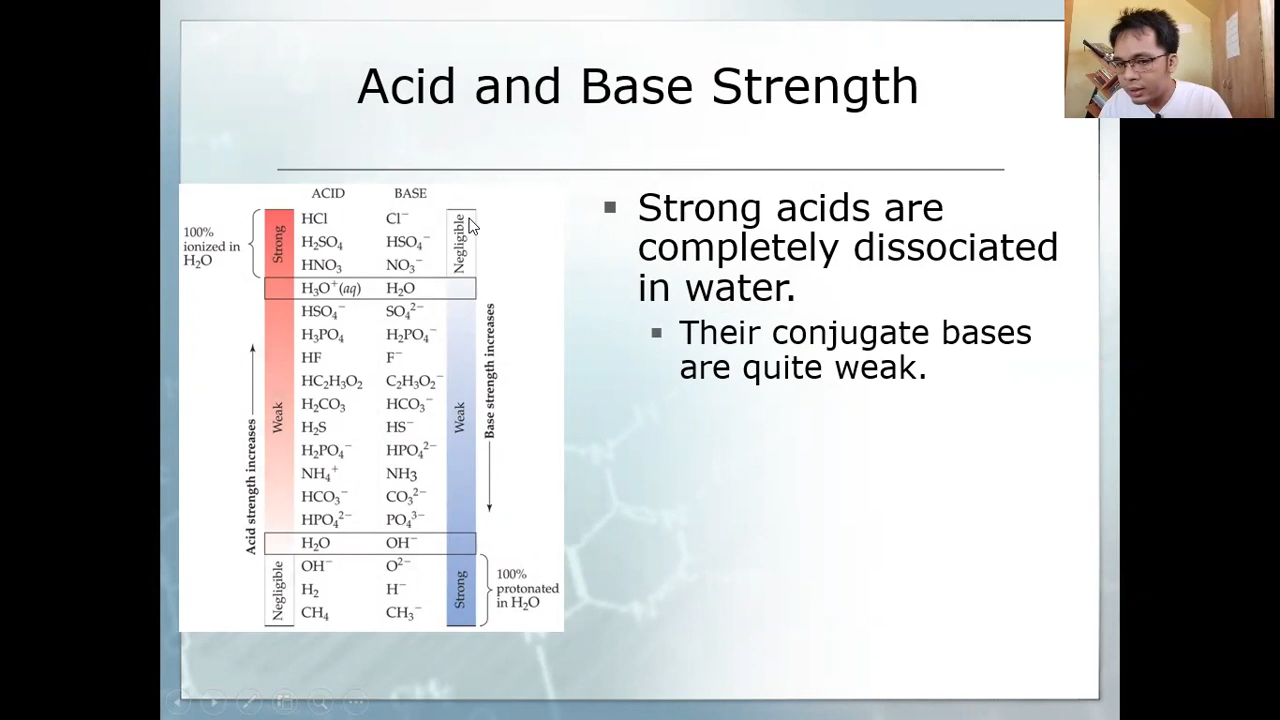 Acid and Base Strength
ACID BASE
100%
ionized in
H₂O
Strong
HCl Cl⁻
H₂SO₄ HSO₄⁻
HNO₃ NO₃⁻
Negligible
H₃O⁺(aq) H₂O
HSO₄⁻ SO₄²⁻
H₃PO₄ H₂PO₄⁻
HF F⁻
HC₂H₃O₂ C₂H₃O₂⁻
H₂CO₃ HCO₃⁻
H₂S HS⁻
H₂PO₄⁻ HPO₄²⁻
NH₄⁺ NH3
HCO₃⁻ CO₃²⁻
HPO₄²⁻ PO₄³⁻
H₂O OH⁻
Weak
Weak
Acid strength increases
Base strength increases
Negligible
OH⁻ O²⁻
H₂ H⁻
CH₄ CH₃⁻
Strong
100%
protonated
in H₂O
▪ Strong acids are
completely dissociated
in water.
▪ Their conjugate bases
are quite weak.